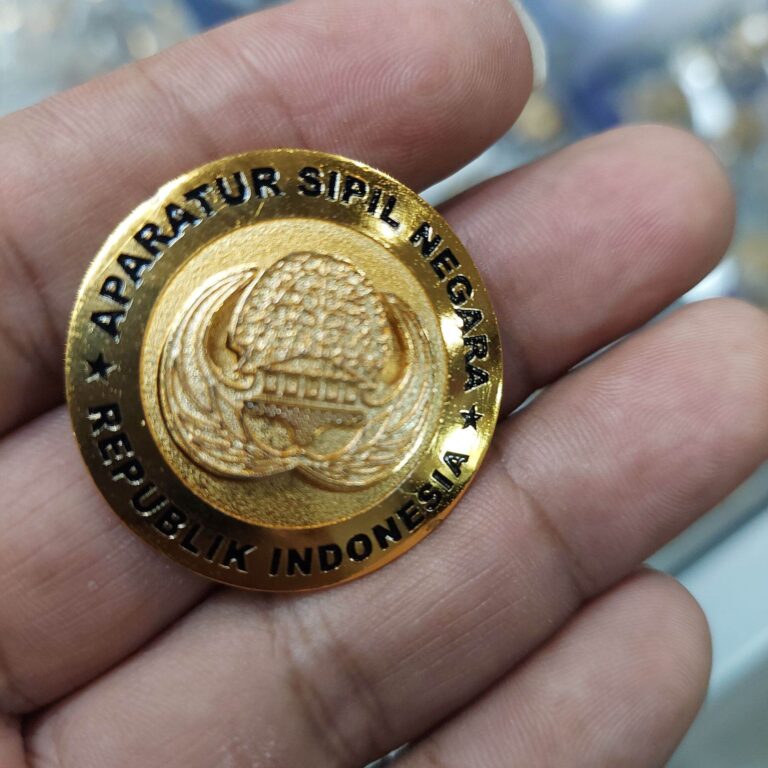 APARATUR SIPIL NEGARA
REPUBLIK INDONESIA